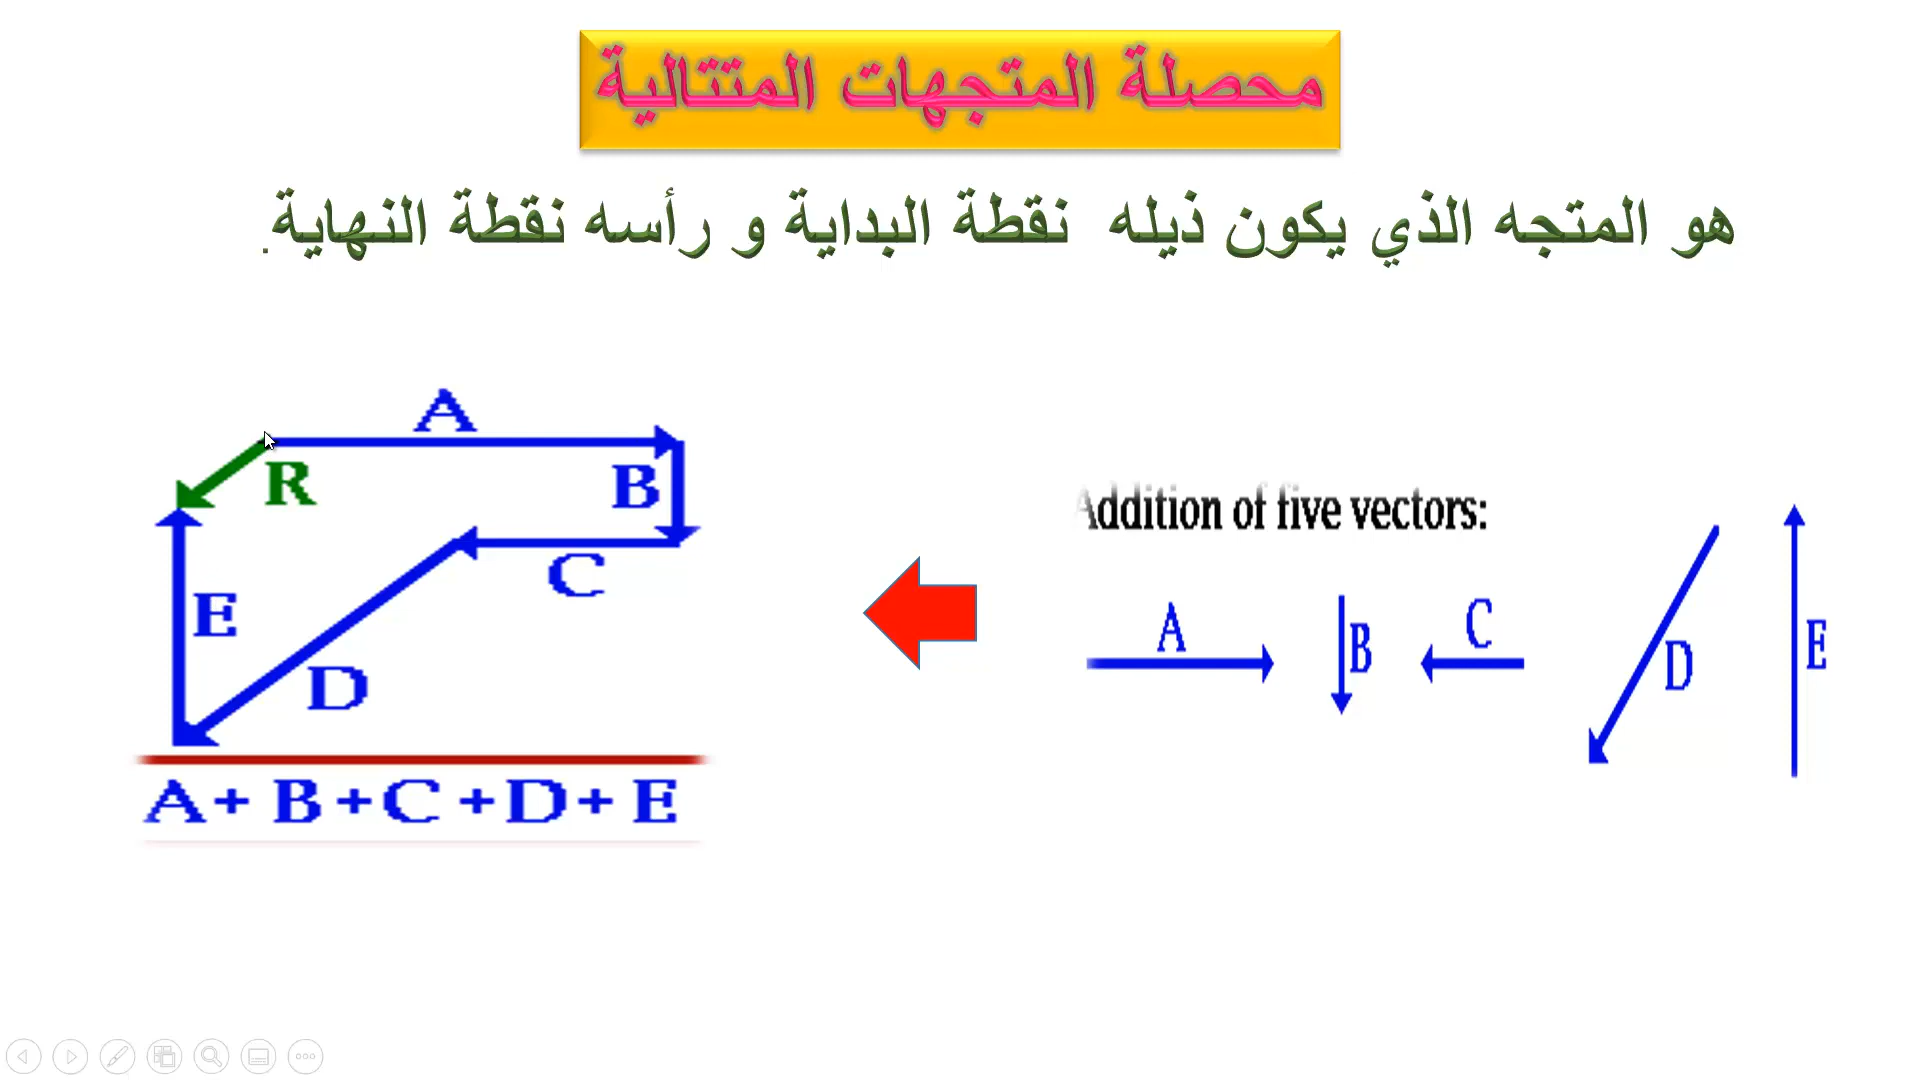 محصلة المتجهات المتتالية
هو المتجه الذي يكون ذيله نقطة البداية و رأسه نقطة النهاية.
Addition of five vectors:
A
B
C
D
E
A
R
B
C
E
D
A+ B +C +D+ E